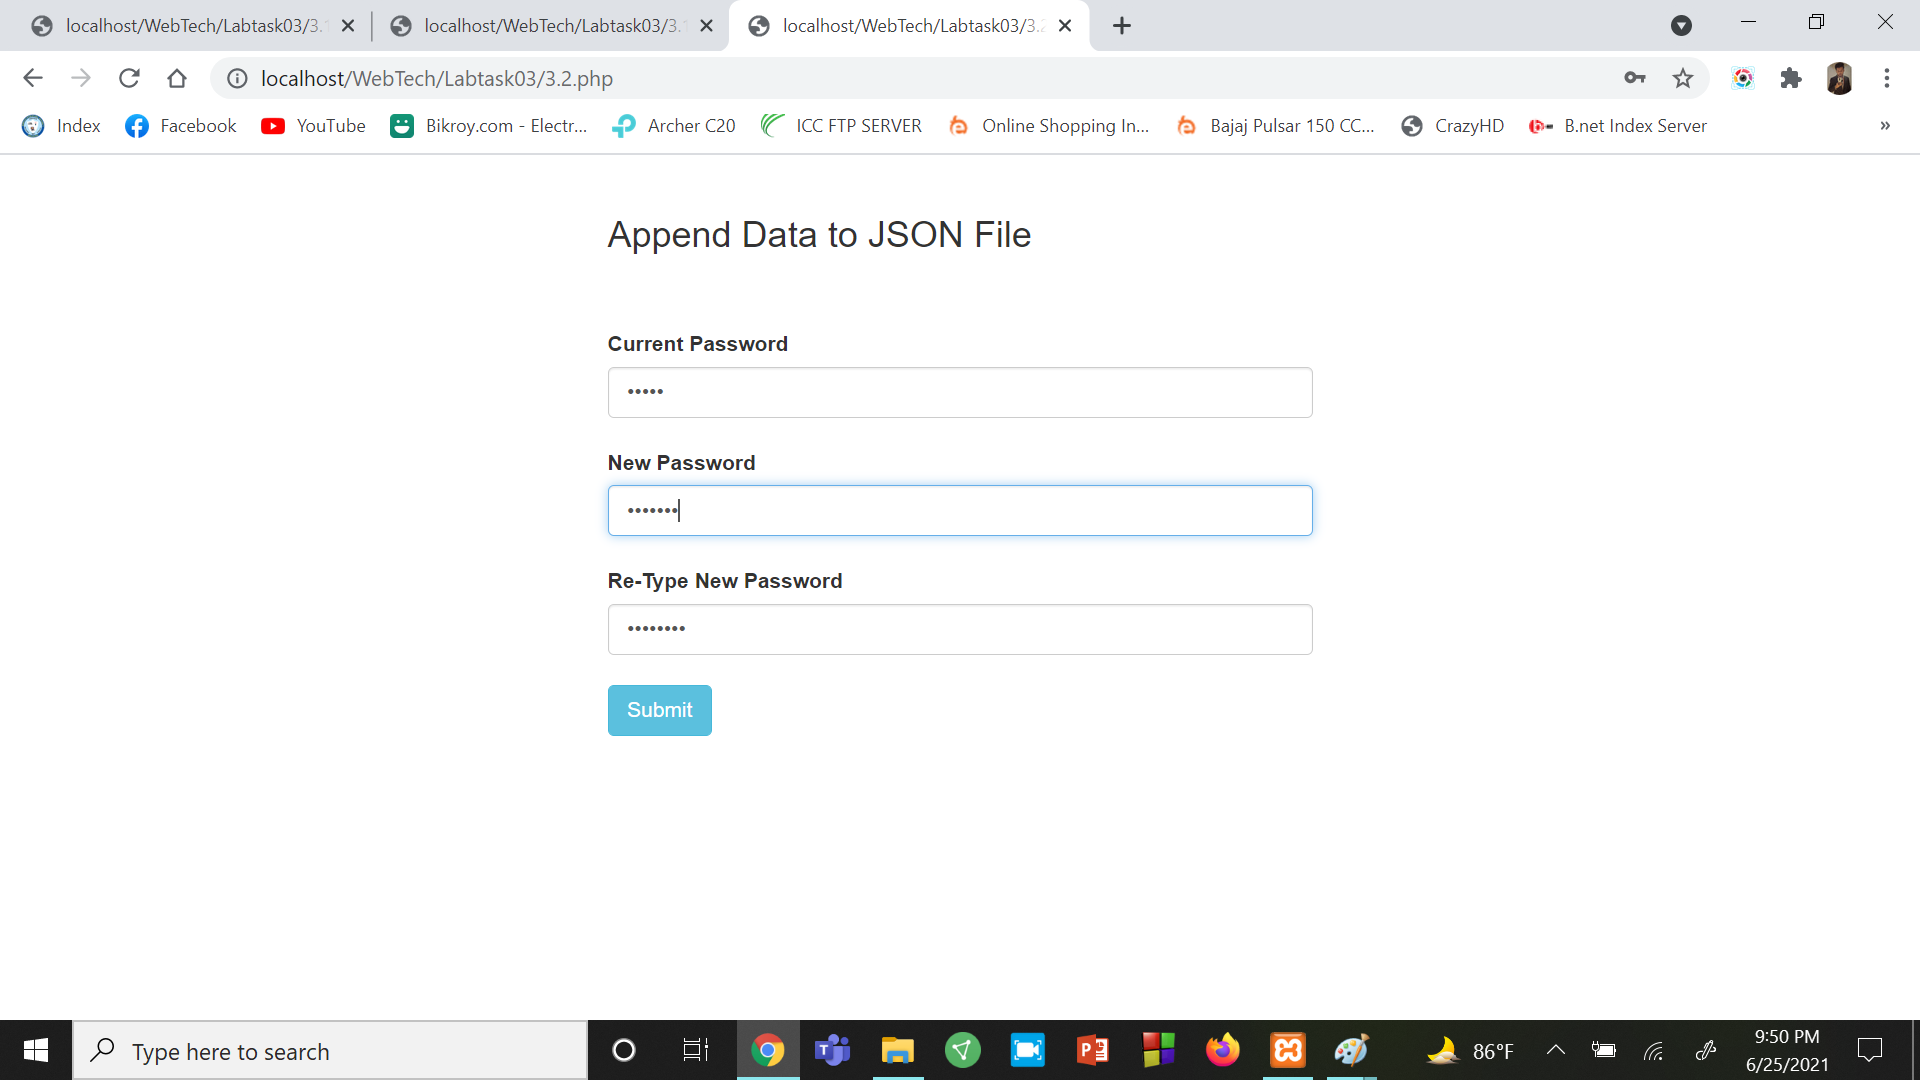 localhost/WebTech/Labtask03/3.1
localhost/WebTech/Labtask03/3.1
localhost/WebTech/Labtask03/3.2
localhost/WebTech/Labtask03/3.2.php
Index Facebook YouTube Bikroy.com - Electr... Archer C20 ICC FTP SERVER Online Shopping In... Bajaj Pulsar 150 CC... CrazyHD B.net Index Server »
Append Data to JSON File
Current Password
•••••
New Password
•••••••
Re-Type New Password
••••••••
Submit
Type here to search
86°F
9:50 PM
6/25/2021